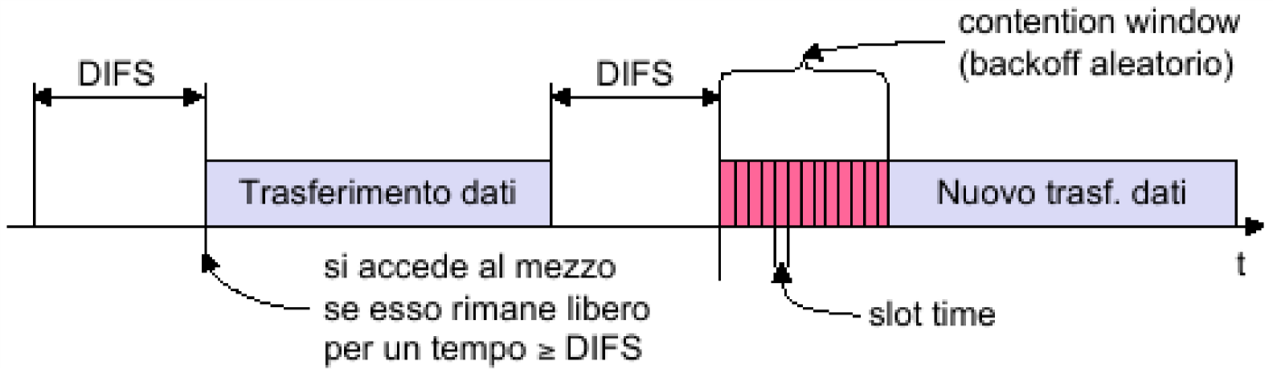 contention window
(backoff aleatorio)
DIFS
DIFS
Trasferimento dati
Nuovo trasf. dati
t
si accede al mezzo
se esso rimane libero
per un tempo ≥ DIFS
slot time